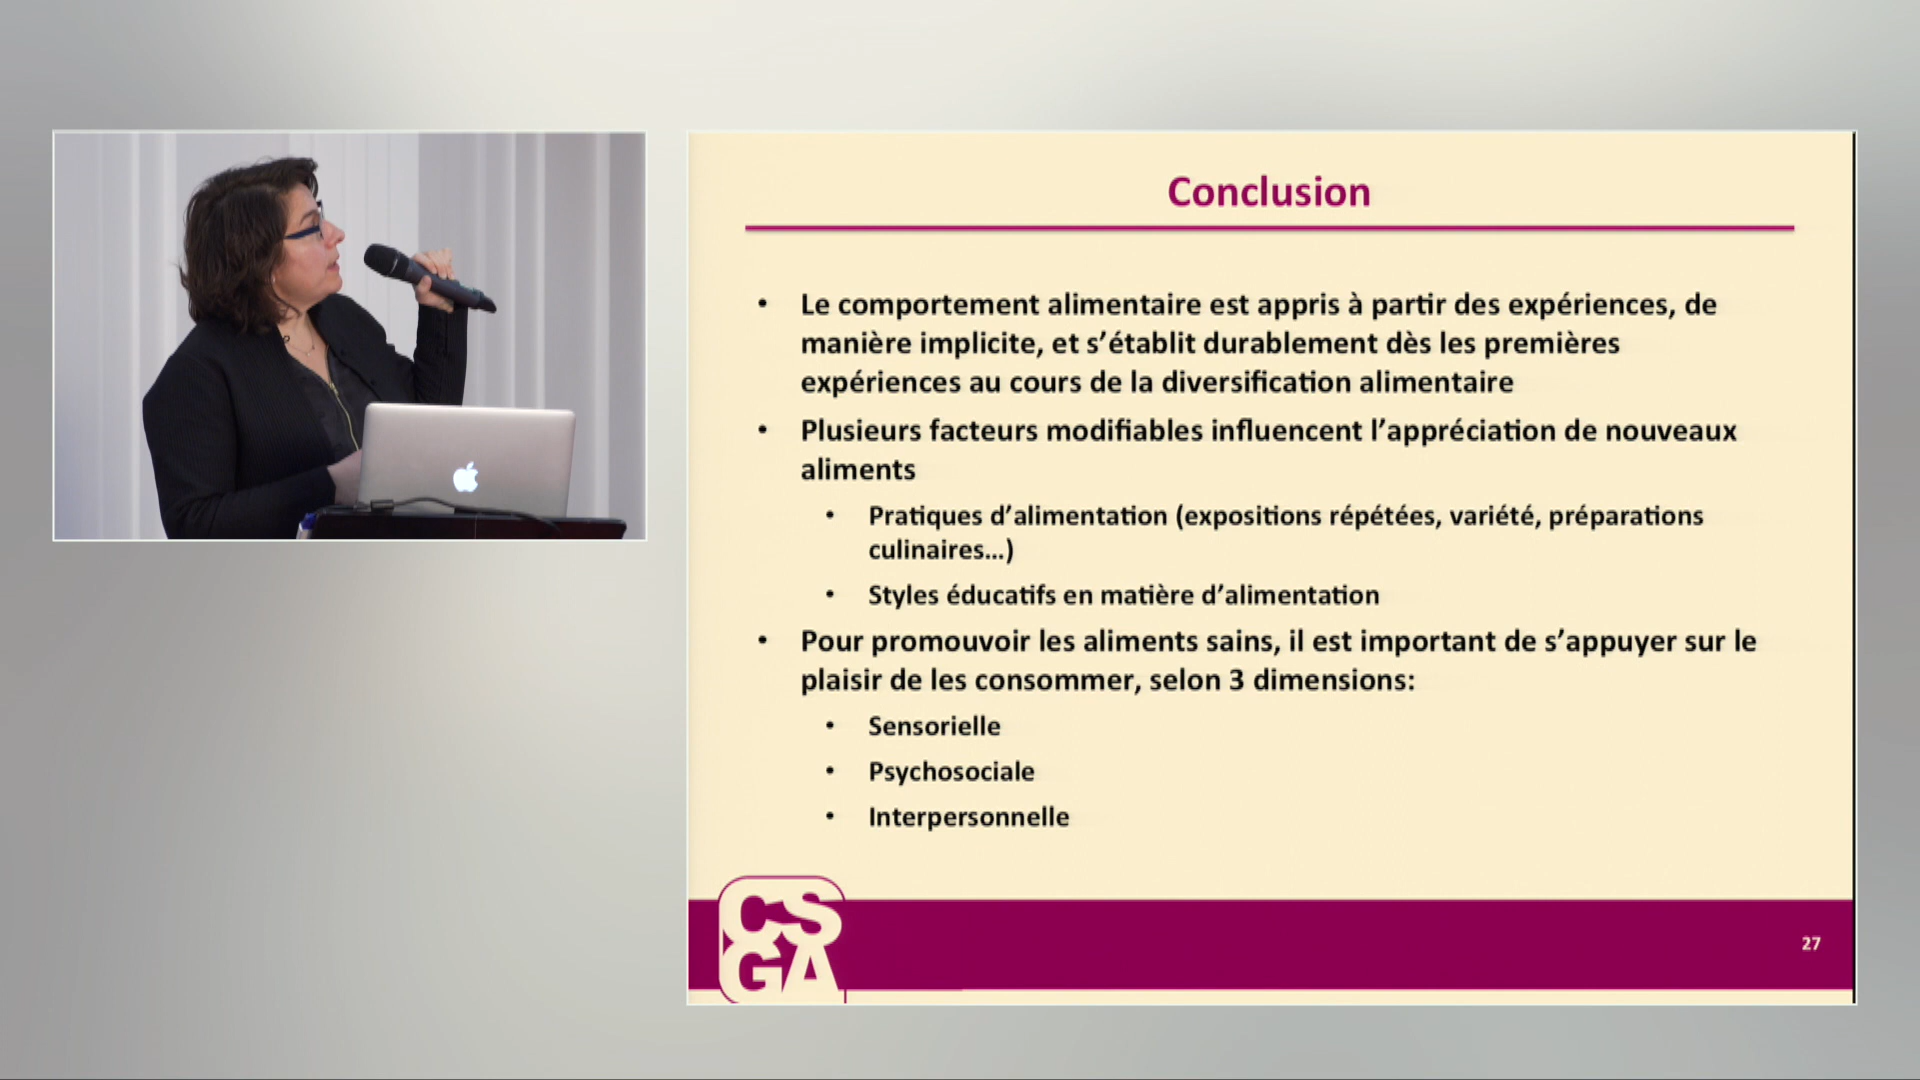 Conclusion
• Le comportement alimentaire est appris à partir des expériences, de
manière implicite, et s’établit durablement dès les premières
expériences au cours de la diversification alimentaire
• Plusieurs facteurs modifiables influencent l’appréciation de nouveaux
aliments
• Pratiques d’alimentation (expositions répétées, variété, préparations
culinaires…)
• Styles éducatifs en matière d’alimentation
• Pour promouvoir les aliments sains, il est important de s’appuyer sur le
plaisir de les consommer, selon 3 dimensions:
• Sensorielle
• Psychosociale
• Interpersonnelle
CS
GA
27